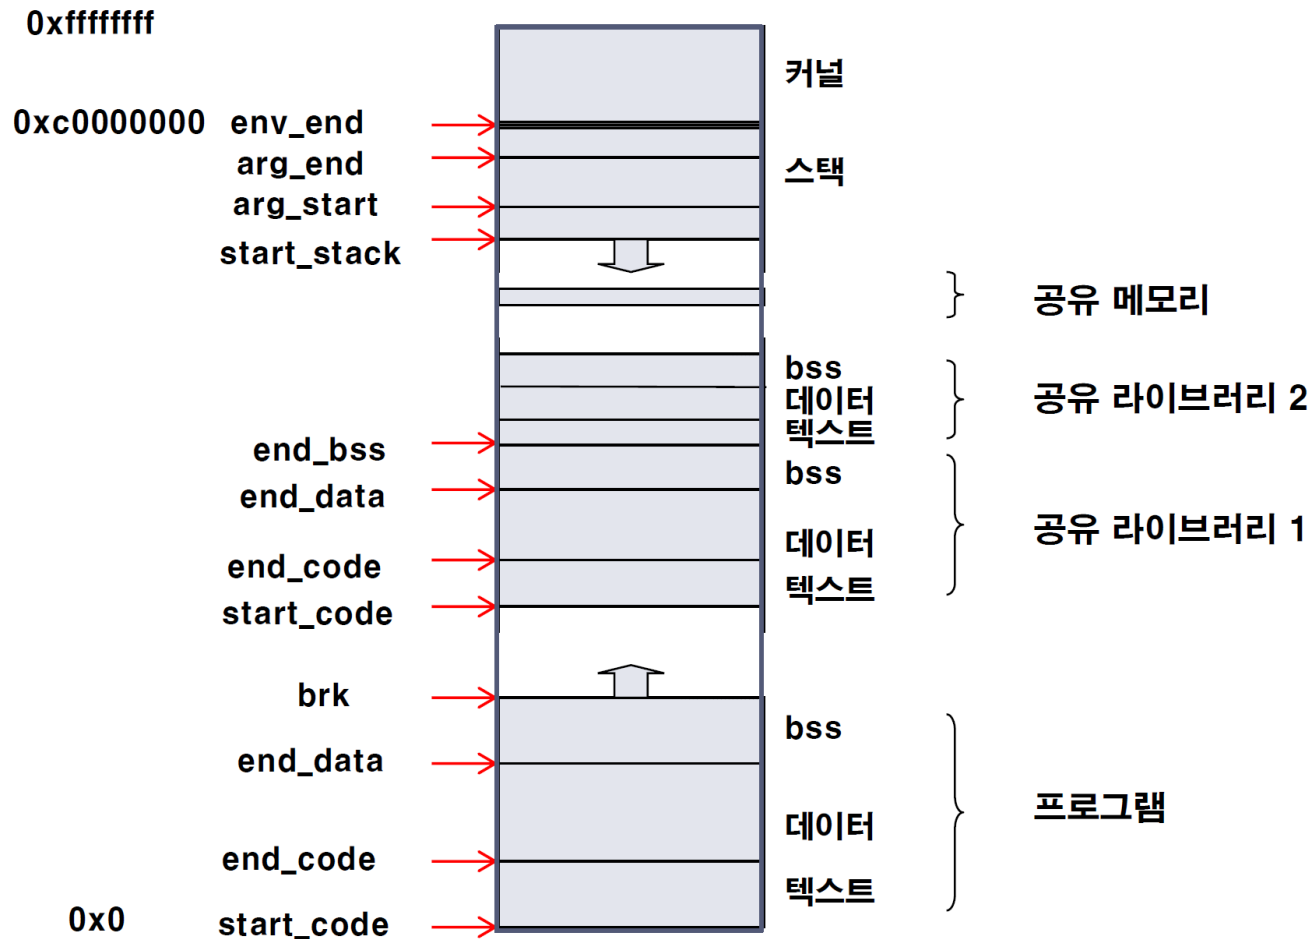 0xffffffff
커널
0xc0000000 env_end
arg_end
스택
arg_start
start_stack
공유 메모리
bss
데이터
공유 라이브러리 2
텍스트
end_bss
bss
end_data
공유 라이브러리 1
데이터
end_code
텍스트
start_code
brk
bss
end_data
프로그램
데이터
end_code
텍스트
0x0 start_code